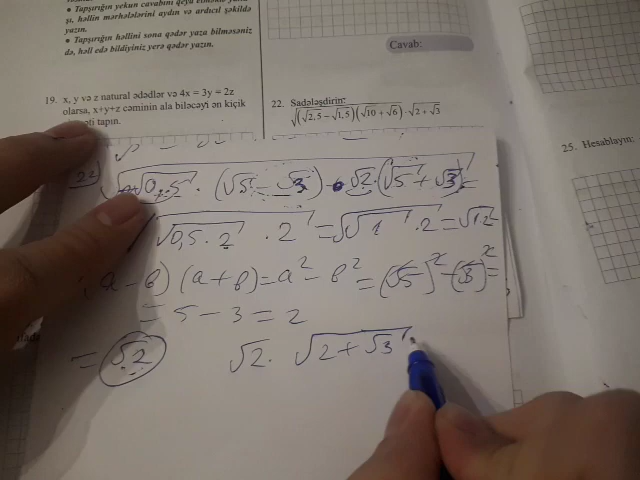 • Tapşırığın yekun cavabını qeyd etməklə
şı, həllin mərhələlərini aydın və ardıcıl şəkildə
yazın.
• Tapşırığın həllini sona qədər yaza bilməsəniz
də, həll edə bildiyiniz yerə qədər yazın.
Cavab:
19. x, y və z natural ədədlər və 4x = 3y = 2z
olarsa, x+y+z cəminin ala biləcəyi ən kiçik
tapın.
22. Sadələşdirin:
√(√2,5 − √1,5)(√10 + √6) · √2 + √3
25. Hesablayın:
22) √√0,5 · (√5 − √3) · √2 · (√5 + √3) =
√0,5 · 2 · 2 = √√1 · 2 = √1·2
(a − b) (a + b) = a² − b² = (√5)² − (√3)² =
= 5 − 3 = 2
= √2 √2 · √2 + √3